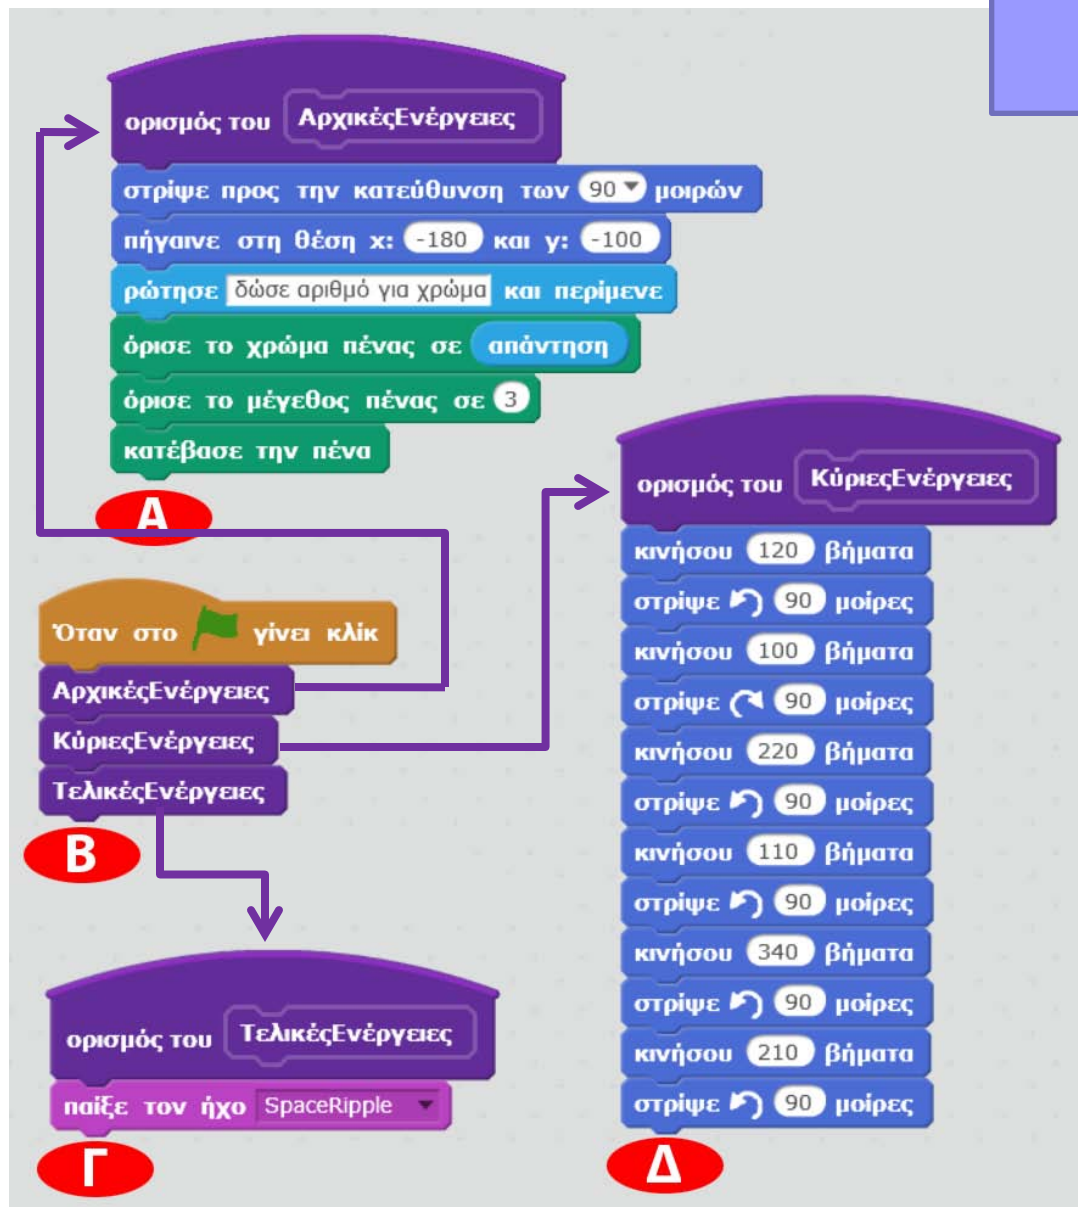 ορισμός του ΑρχικέςΕνέργειες
στρίψε προς την κατεύθυνση των 90 μοιρών
πήγαινε στη θέση x: -180 και y: -100
ρώτησε δώσε αριθμό για χρώμα και περίμενε
όρισε το χρώμα πένας σε απάντηση
όρισε το μέγεθος πένας σε 3
κατέβασε την πένα
Α
Όταν στο γίνει κλίκ
ΑρχικέςΕνέργειες
ΚύριεςΕνέργειες
ΤελικέςΕνέργειες
Β
ορισμός του ΤελικέςΕνέργειες
παίξε τον ήχο SpaceRipple
Γ
ορισμός του ΚύριεςΕνέργειες
κινήσου 120 βήματα
στρίψε 90 μοίρες
κινήσου 100 βήματα
στρίψε 90 μοίρες
κινήσου 220 βήματα
στρίψε 90 μοίρες
κινήσου 110 βήματα
στρίψε 90 μοίρες
κινήσου 340 βήματα
στρίψε 90 μοίρες
κινήσου 210 βήματα
στρίψε 90 μοίρες
Δ